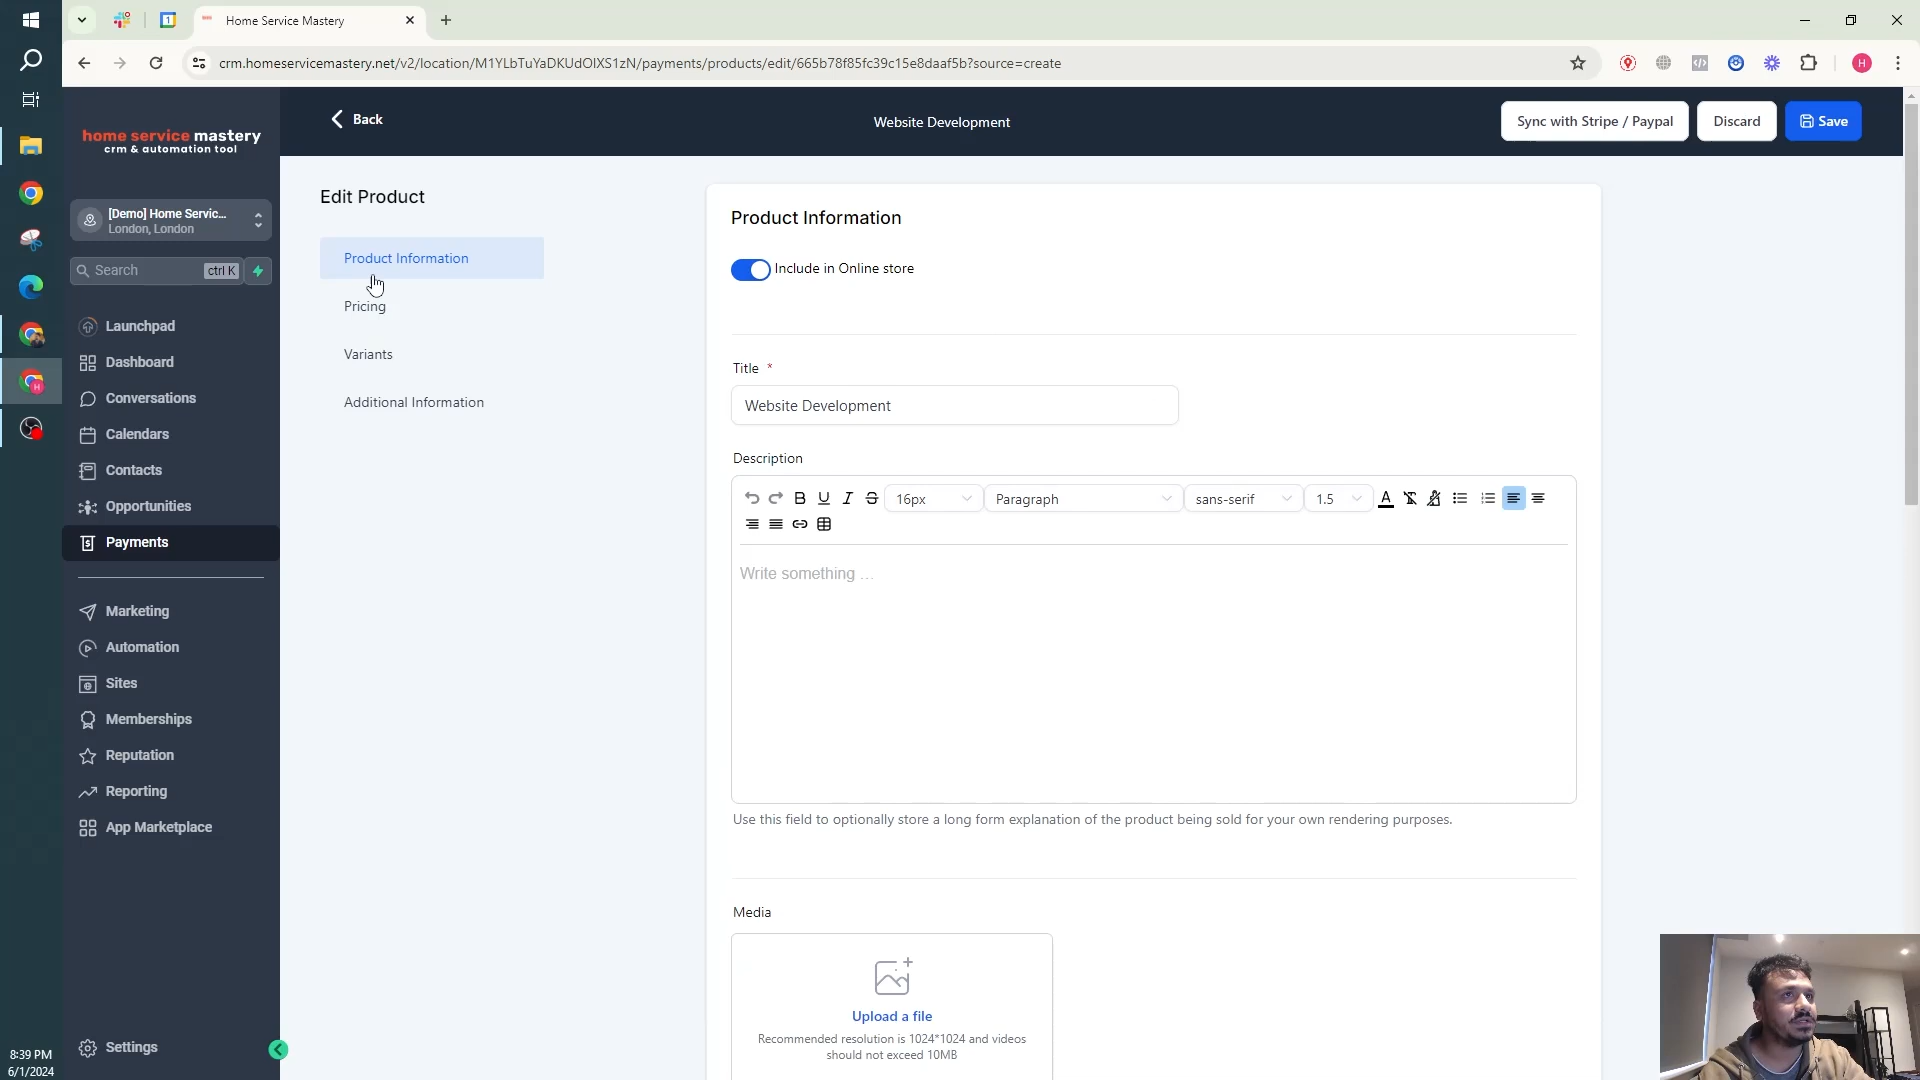 1
Home Service Mastery
crm.homeservicemastery.net/v2/location/M1YLbTuYaDKUdOIXS1zN/payments/products/edit/665b78f85fc39c15e8daaf5b?source=create
H
home service mastery
crm & automation tool
Back
Website Development
Sync with Stripe / Paypal
Discard
Save
[Demo] Home Servic...
London, London
Search
ctrl K
Launchpad
Dashboard
Conversations
Calendars
Contacts
Opportunities
Payments
Marketing
Automation
Sites
Memberships
Reputation
Reporting
App Marketplace
Settings
8:39 PM
6/1/2024
Edit Product
Product Information
Pricing
Variants
Additional Information
Product Information
Include in Online store
Title *
Website Development
Description
B U I S 16px Paragraph sans-serif 1.5 A
Write something ...
Use this field to optionally store a long form explanation of the product being sold for your own rendering purposes.
Media
Upload a file
Recommended resolution is 1024*1024 and videos
should not exceed 10MB